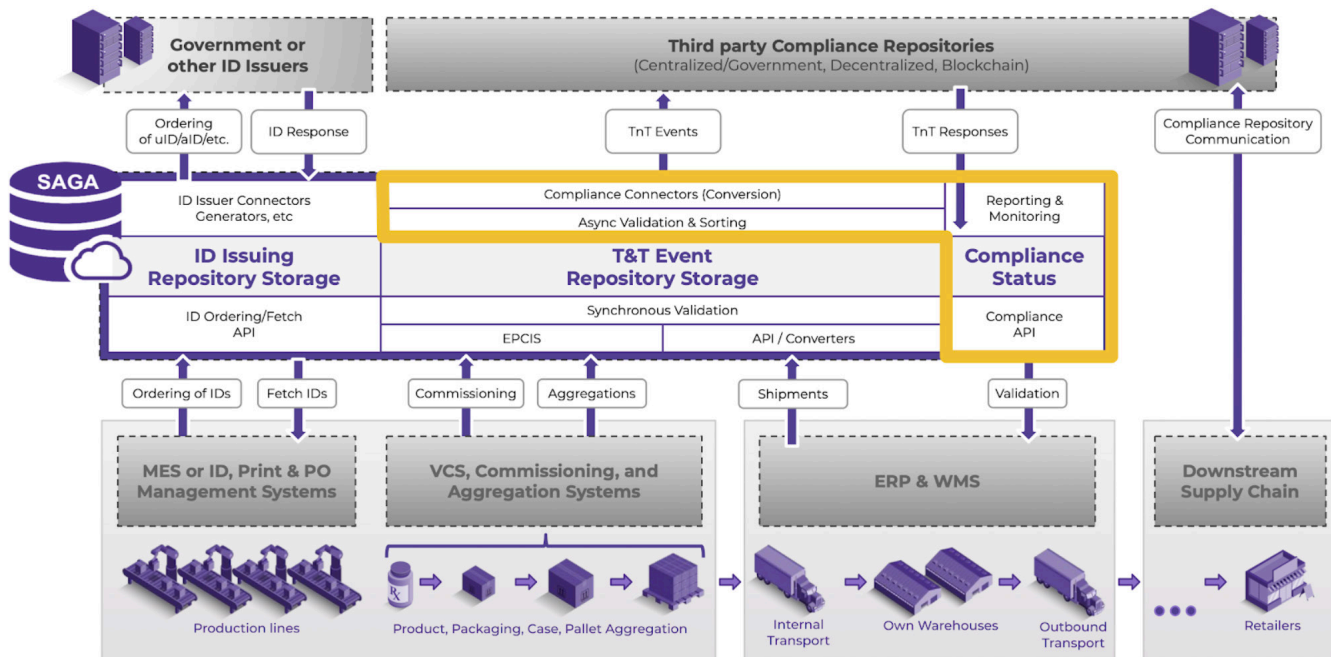 Government or
other ID Issuers
Third party Compliance Repositories
(Centralized/Government, Decentralized, Blockchain)
Ordering
of uID/aID/etc.
ID Response
TnT Events
TnT Responses
Compliance Repository
Communication
SAGA
ID Issuer Connectors
Generators, etc
Compliance Connectors (Conversion)
Async Validation & Sorting
Reporting &
Monitoring
ID Issuing
Repository Storage
T&T Event
Repository Storage
Compliance
Status
ID Ordering/Fetch
API
Synchronous Validation
EPCIS
API / Converters
Compliance
API
Ordering of IDs
Fetch IDs
Commissioning
Aggregations
Shipments
Validation
MES or ID, Print & PO
Management Systems
VCS, Commissioning, and
Aggregation Systems
ERP & WMS
Downstream
Supply Chain
RX
Production lines
Product, Packaging, Case, Pallet Aggregation
Internal
Transport
Own Warehouses
Outbound
Transport
Retailers